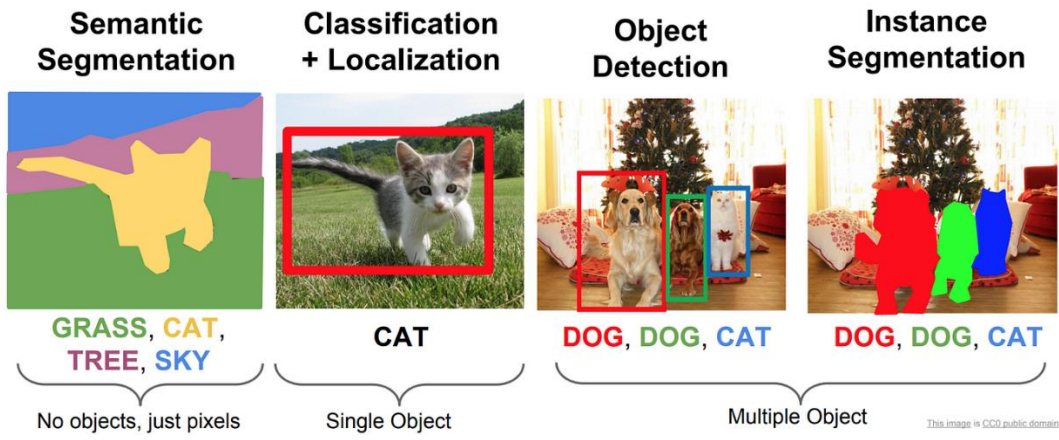 Semantic
Segmentation
Classification
+ Localization
Object
Detection
Instance
Segmentation
GRASS, CAT,
TREE, SKY
CAT
DOG, DOG, CAT
DOG, DOG, CAT
No objects, just pixels
Single Object
Multiple Object
This image is CC0 public domain